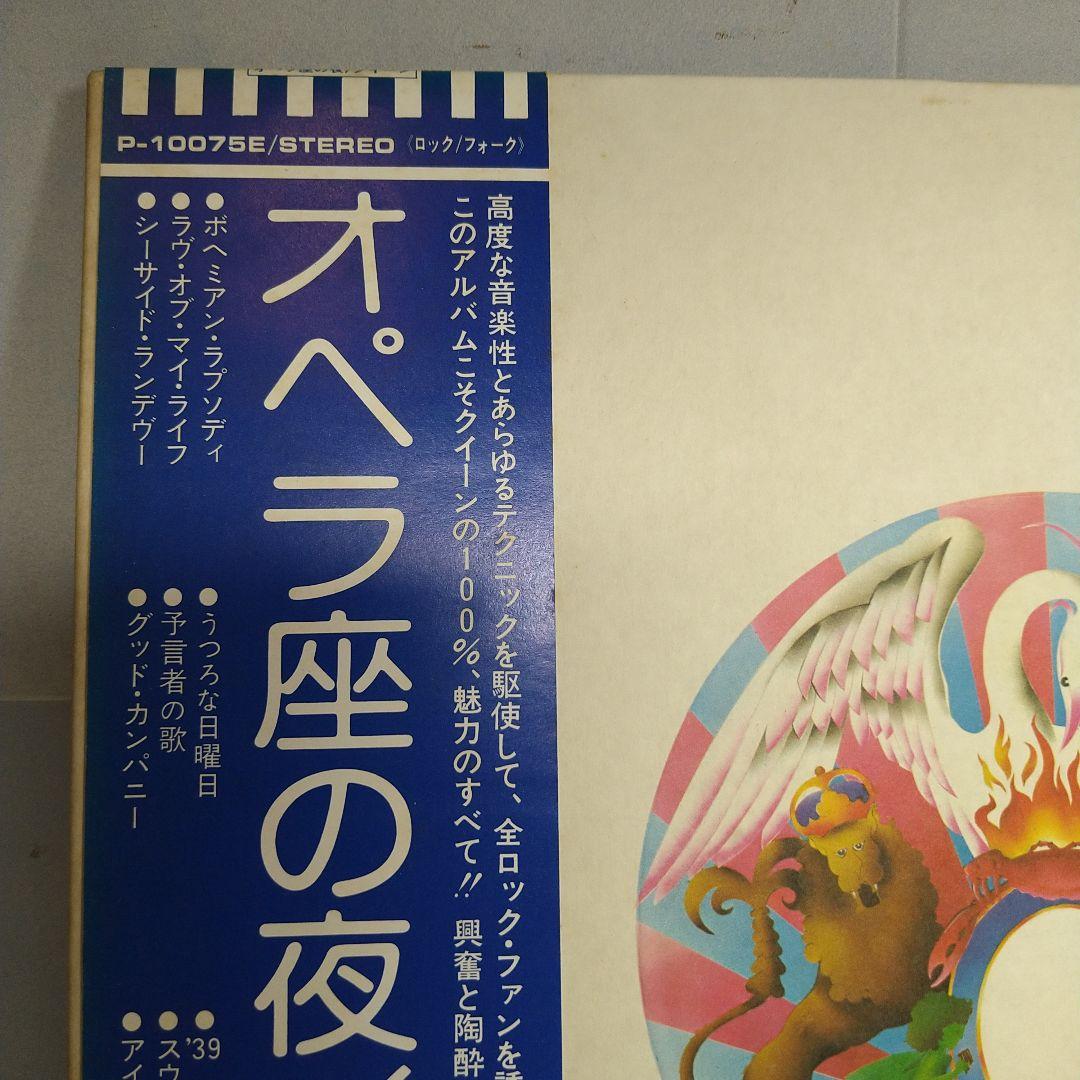 P-10075E/STEREO《ロック/フォーク》
高度な音楽性とあらゆるテクニックを駆使して、全ロック・ファンを
このアルバムこそクイーンの100%、魅力のすべて!! 興奮と陶酔
オペラ座の夜
●ボヘミアン・ラプソディ
●ラヴ・オブ・マイ・ライフ
●シーサイド・ランデヴー
●うつろな日曜日
●予言者の歌
●グッド・カンパニー
●'39
●スウ
●アイ